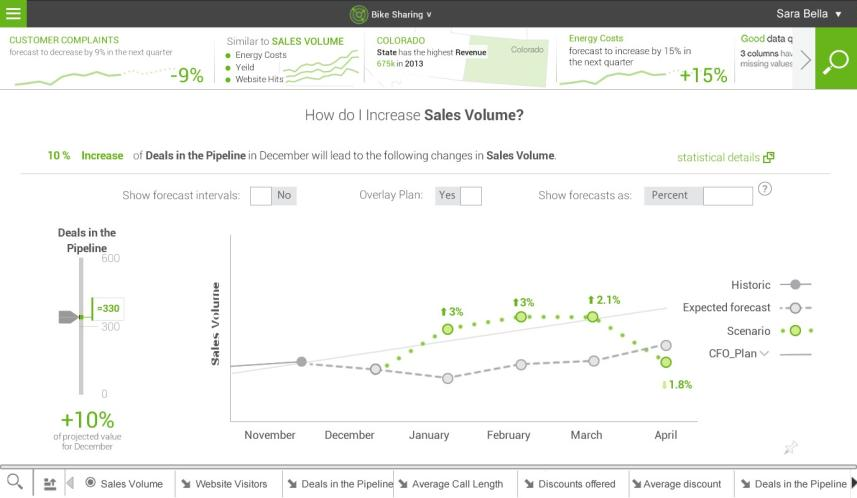 Bike Sharing v
Sara Bella ▼
CUSTOMER COMPLAINTS
forecast to decrease by 9% in the next quarter
-9%
Similar to SALES VOLUME
Energy Costs
Yeild
Website Hits
COLORADO
State has the highest Revenue
675k in 2013
Colorado
Energy Costs
forecast to increase by 15% in
the next quarter
+15%
Good data q
3 columns hav
missing values
How do I Increase Sales Volume?
10 % Increase of Deals in the Pipeline in December will lead to the following changes in Sales Volume.
statistical details
Show forecast intervals: No
Overlay Plan: Yes
Show forecasts as: Percent
?
Deals in the
Pipeline
600
=330
300
0
+10%
of projected value
for December
Sales Volume
3%
3%
2.1%
1.8%
November December January February March April
Historic
Expected forecast
Scenario
CFO_Plan
Sales Volume
Website Visitors
Deals in the Pipeline
Average Call Length
Discounts offered
Average discount
Deals in the Pipeline